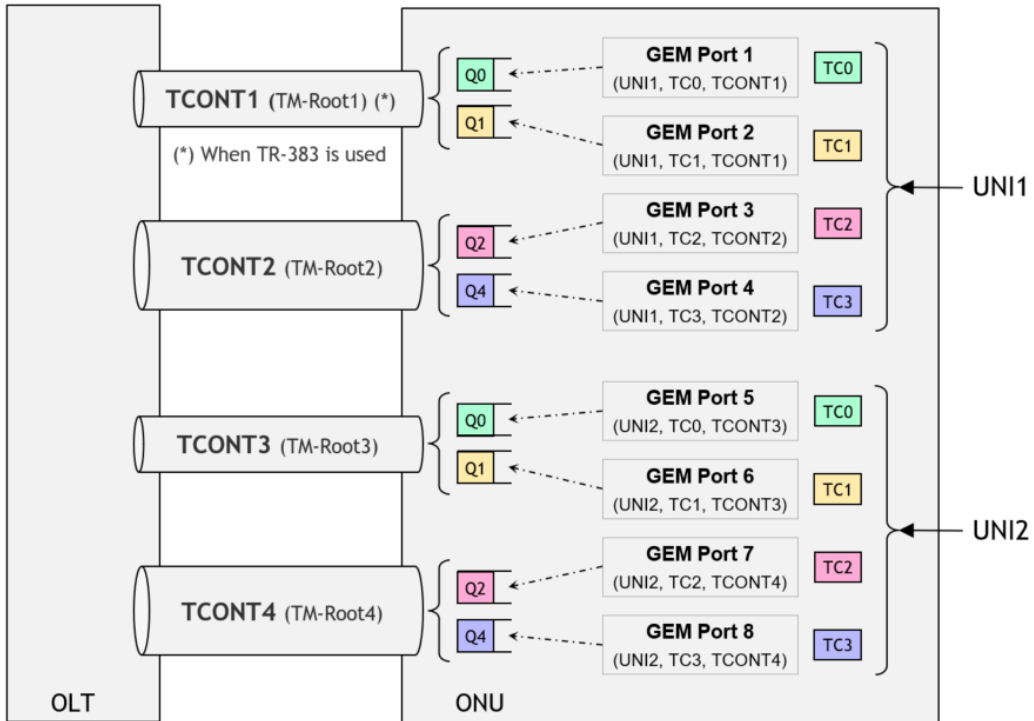 GEM Port 1
(UNI1, TC0, TCONT1)
Q0
TC0
TCONT1 (TM-Root1) (*)
Q1
GEM Port 2
(UNI1, TC1, TCONT1)
TC1
(*) When TR-383 is used
UNI1
GEM Port 3
(UNI1, TC2, TCONT2)
Q2
TC2
TCONT2 (TM-Root2)
Q4
GEM Port 4
(UNI1, TC3, TCONT2)
TC3
GEM Port 5
(UNI2, TC0, TCONT3)
Q0
TC0
TCONT3 (TM-Root3)
Q1
GEM Port 6
(UNI2, TC1, TCONT3)
TC1
UNI2
GEM Port 7
(UNI2, TC2, TCONT4)
Q2
TC2
TCONT4 (TM-Root4)
Q4
GEM Port 8
(UNI2, TC3, TCONT4)
TC3
OLT
ONU